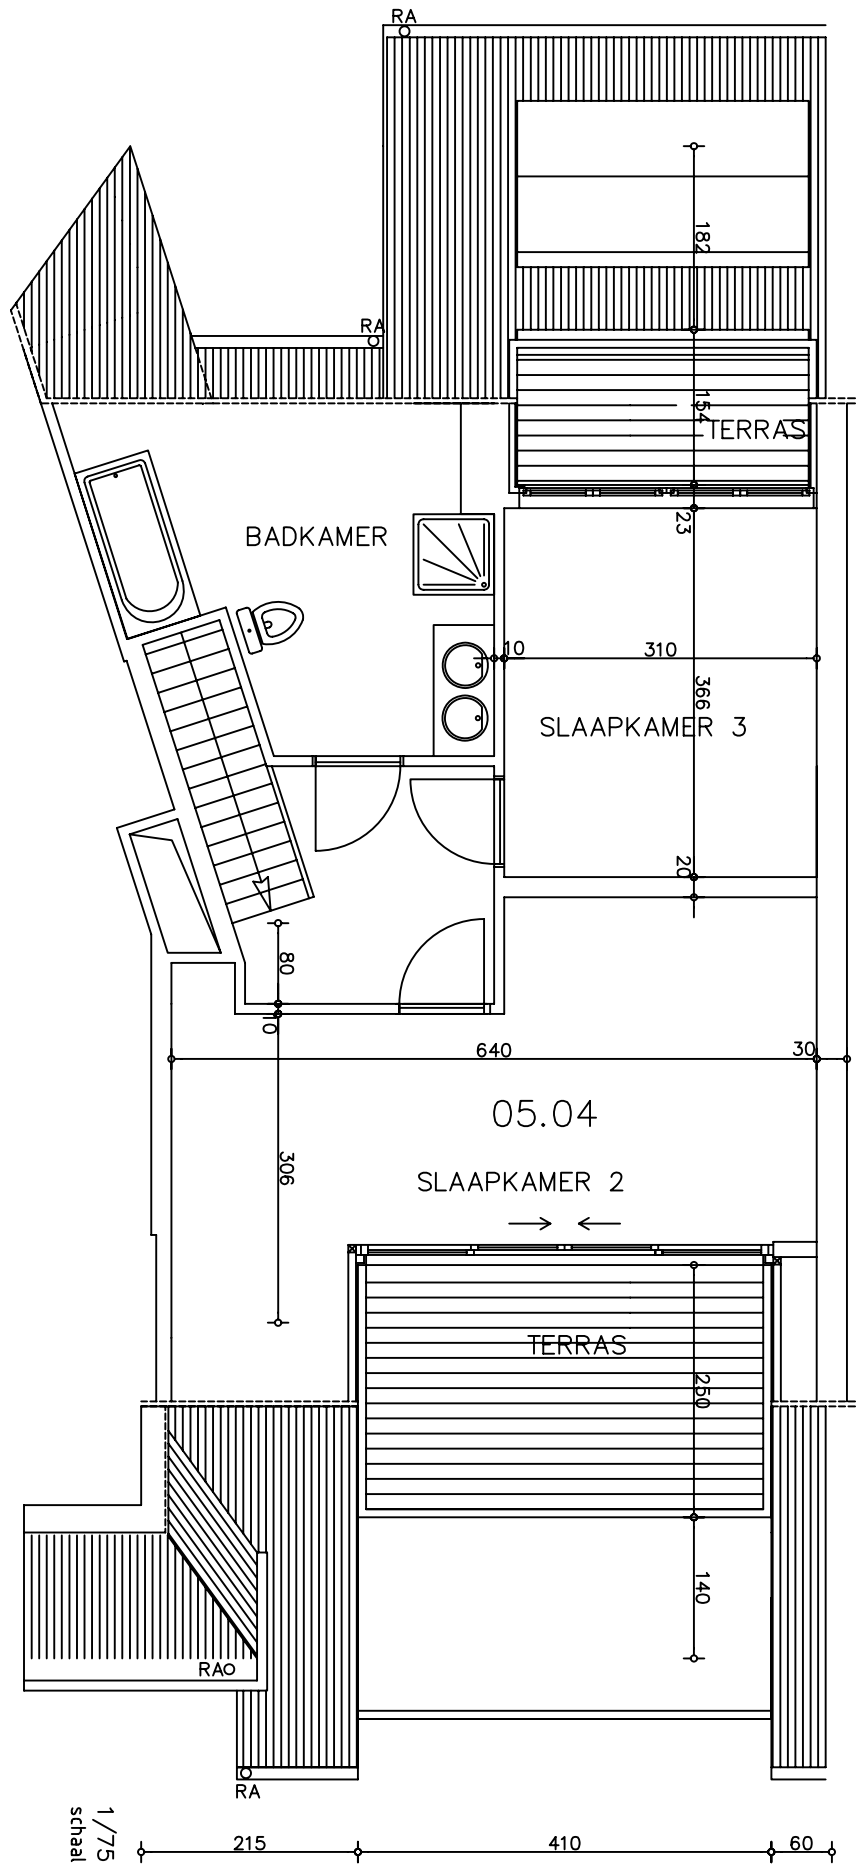 RA
182
RA
154
TERRAS
23
BADKAMER
10
310
366
SLAAPKAMER 3
20
80
10
640
30
05.04
306
SLAAPKAMER 2
TERRAS
250
140
RA
RA
1/75
schaal
215
410
60